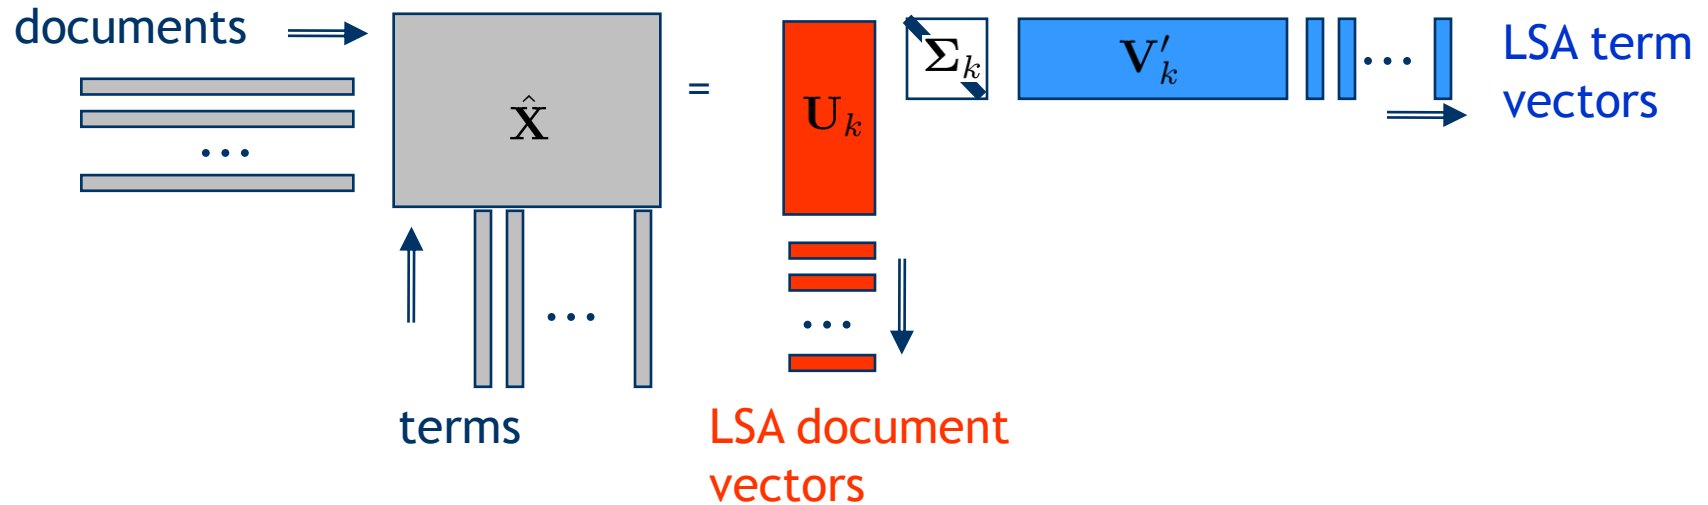 documents
X̂
=
U_k
Σ_k
V'_k
LSA term
vectors
...
...
...
...
terms
LSA document
vectors